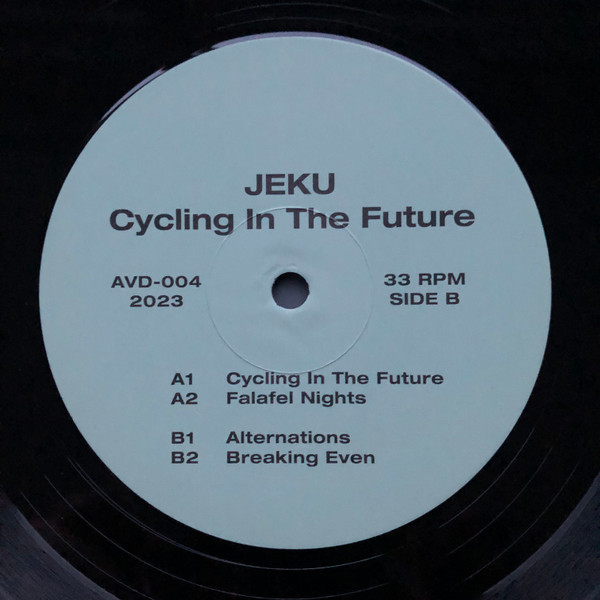 JEKU
Cycling In The Future
AVD-004
2023
33 RPM
SIDE B
A1 Cycling In The Future
A2 Falafel Nights
B1 Alternations
B2 Breaking Even